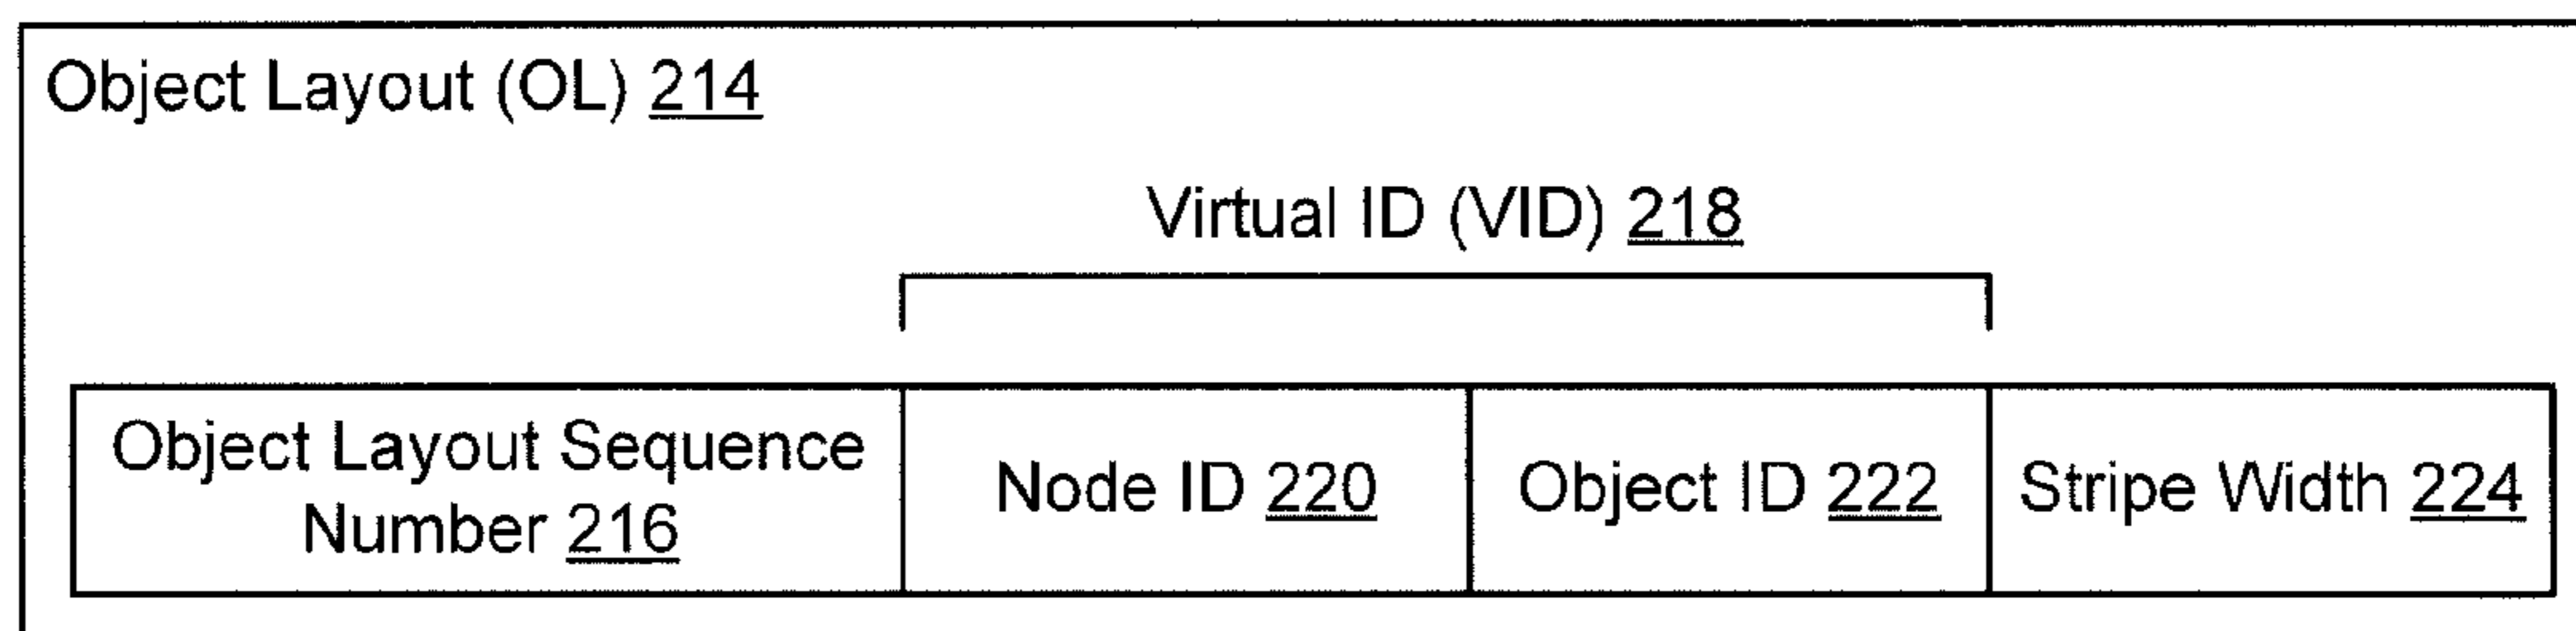 Object Layout (OL) 214
Virtual ID (VID) 218
Object Layout Sequence
Number 216
Node ID 220
Object ID 222
Stripe Width 224